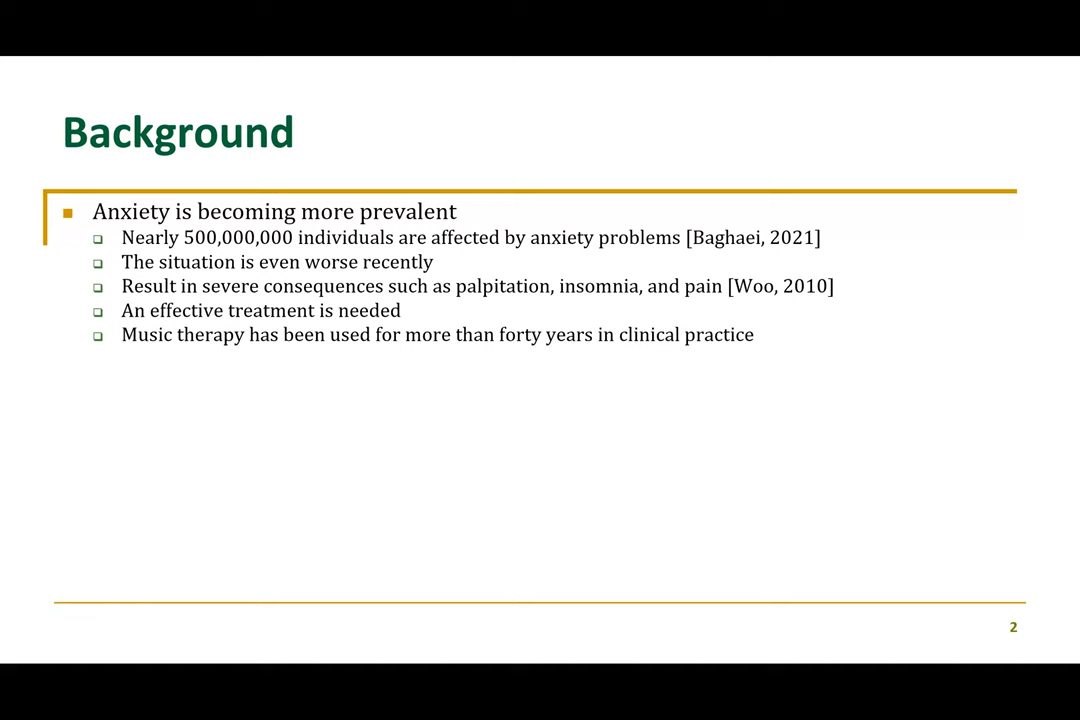 Background
Anxiety is becoming more prevalent
Nearly 500,000,000 individuals are affected by anxiety problems [Baghaei, 2021]
The situation is even worse recently
Result in severe consequences such as palpitation, insomnia, and pain [Woo, 2010]
An effective treatment is needed
Music therapy has been used for more than forty years in clinical practice
2